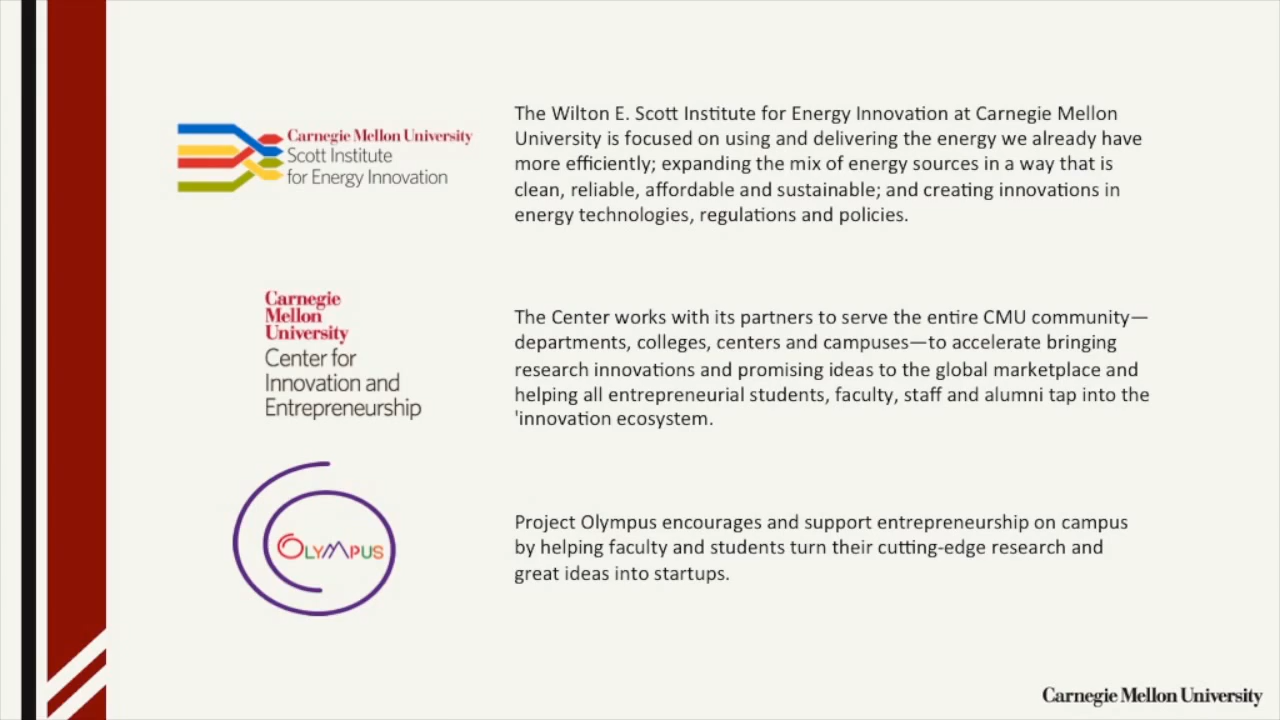 Carnegie Mellon University
Scott Institute
for Energy Innovation
The Wilton E. Scott Institute for Energy Innovation at Carnegie Mellon
University is focused on using and delivering the energy we already have
more efficiently; expanding the mix of energy sources in a way that is
clean, reliable, affordable and sustainable; and creating innovations in
energy technologies, regulations and policies.
Carnegie
Mellon
University
Center for
Innovation and
Entrepreneurship
The Center works with its partners to serve the entire CMU community—
departments, colleges, centers and campuses—to accelerate bringing
research innovations and promising ideas to the global marketplace and
helping all entrepreneurial students, faculty, staff and alumni tap into the
'innovation ecosystem.
OLYMPUS
Project Olympus encourages and support entrepreneurship on campus
by helping faculty and students turn their cutting-edge research and
great ideas into startups.
Carnegie Mellon University